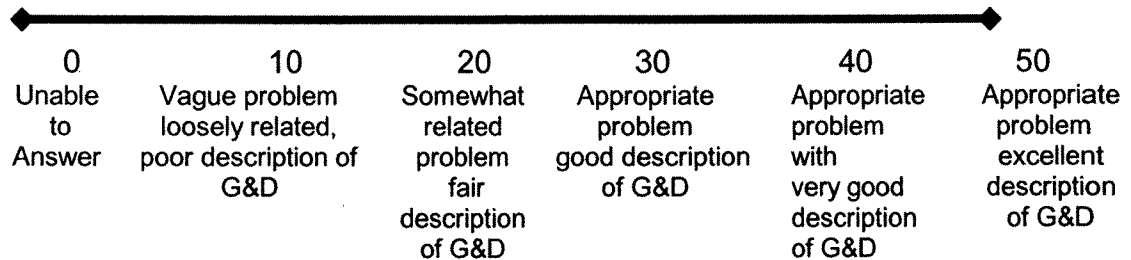 0
Unable
to
Answer
10
Vague problem
loosely related,
poor description of
G&D
20
Somewhat
related
problem
fair
description
of G&D
30
Appropriate
problem
good description
of G&D
40
Appropriate
problem
with
very good
description
of G&D
50
Appropriate
problem
excellent
description
of G&D